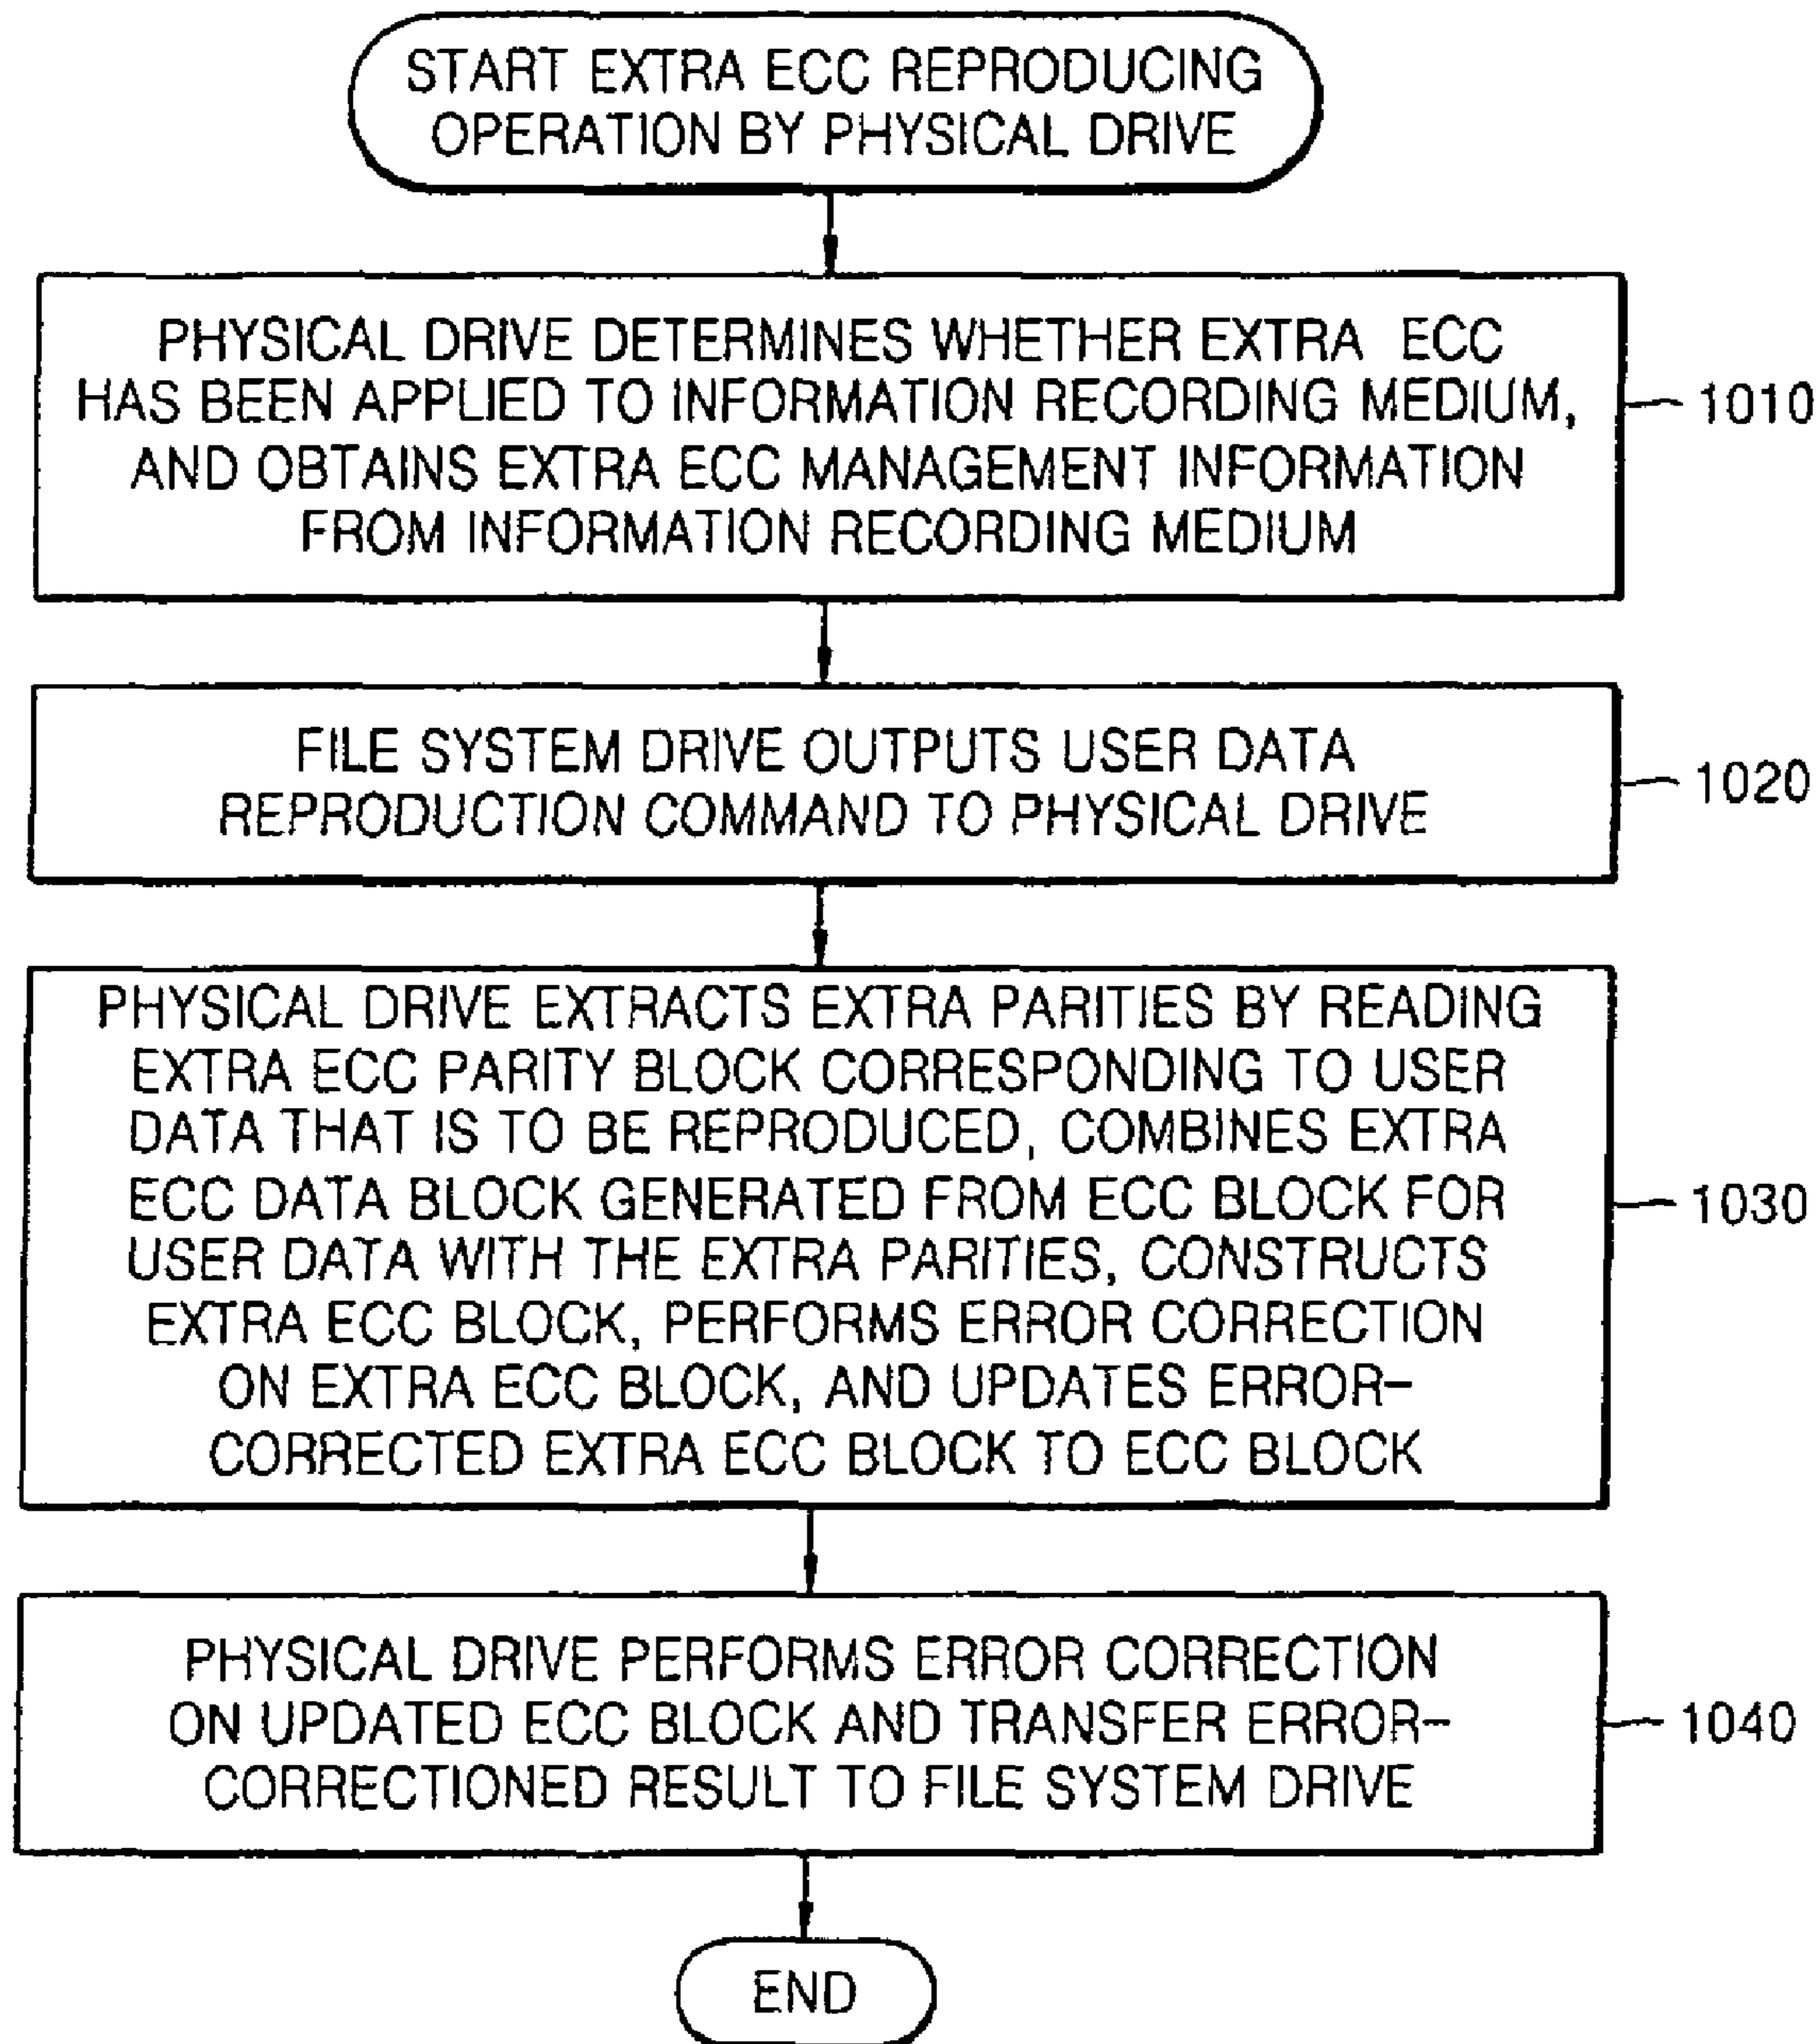 START EXTRA ECC REPRODUCING
OPERATION BY PHYSICAL DRIVE
PHYSICAL DRIVE DETERMINES WHETHER EXTRA ECC
HAS BEEN APPLIED TO INFORMATION RECORDING MEDIUM,
AND OBTAINS EXTRA ECC MANAGEMENT INFORMATION
FROM INFORMATION RECORDING MEDIUM
1010
FILE SYSTEM DRIVE OUTPUTS USER DATA
REPRODUCTION COMMAND TO PHYSICAL DRIVE
1020
PHYSICAL DRIVE EXTRACTS EXTRA PARITIES BY READING
EXTRA ECC PARITY BLOCK CORRESPONDING TO USER
DATA THAT IS TO BE REPRODUCED, COMBINES EXTRA
ECC DATA BLOCK GENERATED FROM ECC BLOCK FOR
USER DATA WITH THE EXTRA PARITIES, CONSTRUCTS
EXTRA ECC BLOCK, PERFORMS ERROR CORRECTION
ON EXTRA ECC BLOCK, AND UPDATES ERROR-
CORRECTED EXTRA ECC BLOCK TO ECC BLOCK
1030
PHYSICAL DRIVE PERFORMS ERROR CORRECTION
ON UPDATED ECC BLOCK AND TRANSFER ERROR-
CORRECTIONED RESULT TO FILE SYSTEM DRIVE
1040
END